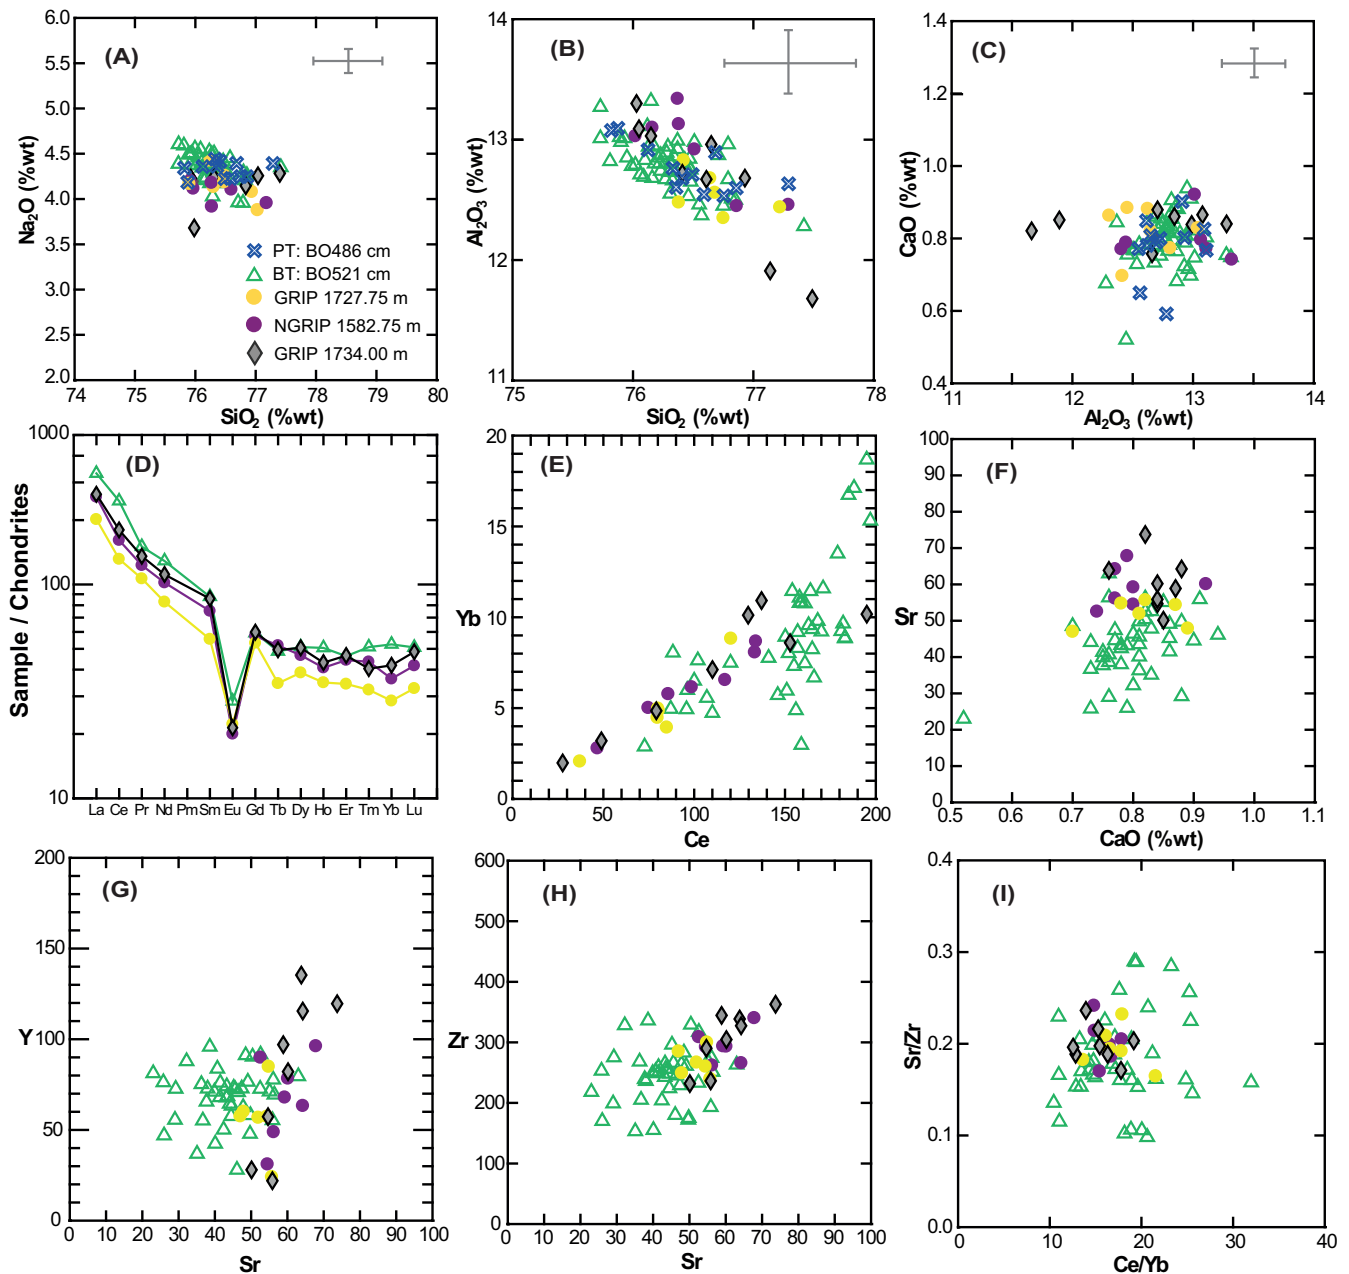 (A)
6.0
5.5
5.0
4.5
4.0
3.5
3.0
2.5
2.0
Na₂O (%wt)
PT: BO486 cm
BT: BO521 cm
GRIP 1727.75 m
NGRIP 1582.75 m
GRIP 1734.00 m
74 75 76 77 78 79 80
SiO₂ (%wt)
(B)
14
13
12
11
Al₂O₃ (%wt)
75 76 77 78
SiO₂ (%wt)
(C)
1.4
1.2
1.0
0.8
0.6
0.4
CaO (%wt)
11 12 13 14
Al₂O₃ (%wt)
(D)
1000
100
10
Sample / Chondrites
La Ce Pr Nd Pm Sm Eu Gd Tb Dy Ho Er Tm Yb Lu
(E)
20
15
10
5
0
Yb
0 50 100 150 200
Ce
(F)
100
90
80
70
60
50
40
30
20
0
Sr
0.5 0.6 0.7 0.8 0.9 1.0 1.1
CaO (%wt)
(G)
200
150
100
50
0
Y
0 10 20 30 40 50 60 70 80 90 100
Sr
(H)
600
500
400
300
200
100
0
Zr
0 10 20 30 40 50 60 70 80 90 100
Sr
(I)
0.4
0.3
0.2
0.1
0.0
Sr/Zr
0 10 20 30 40
Ce/Yb